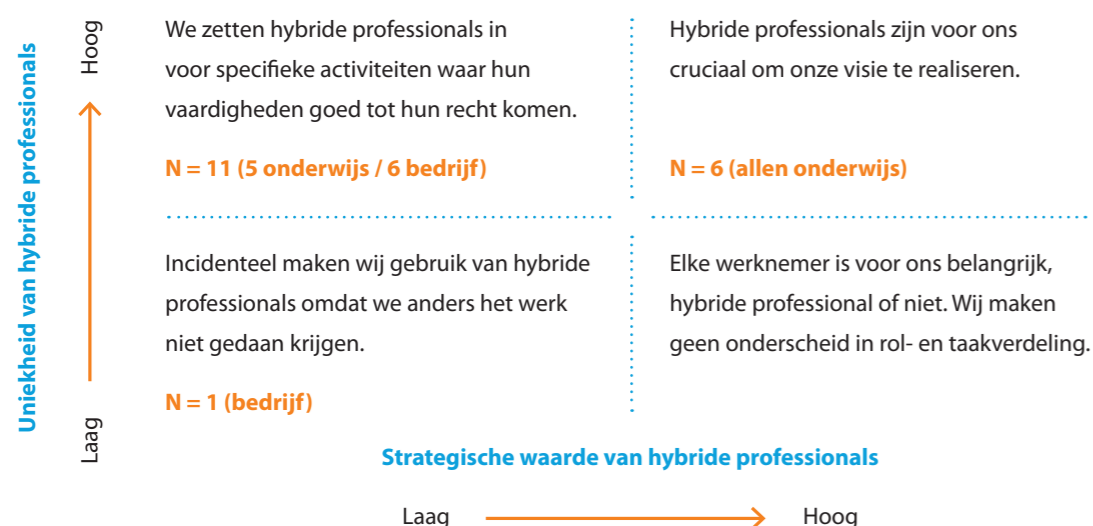 Uniekheid van hybride professionals
Hoog
Laag
We zetten hybride professionals in
voor specifieke activiteiten waar hun
vaardigheden goed tot hun recht komen.
N = 11 (5 onderwijs / 6 bedrijf)
Hybride professionals zijn voor ons
cruciaal om onze visie te realiseren.
N = 6 (allen onderwijs)
Incidenteel maken wij gebruik van hybride
professionals omdat we anders het werk
niet gedaan krijgen.
N = 1 (bedrijf)
Elke werknemer is voor ons belangrijk,
hybride professional of niet. Wij maken
geen onderscheid in rol- en taakverdeling.
Strategische waarde van hybride professionals
Laag
Hoog